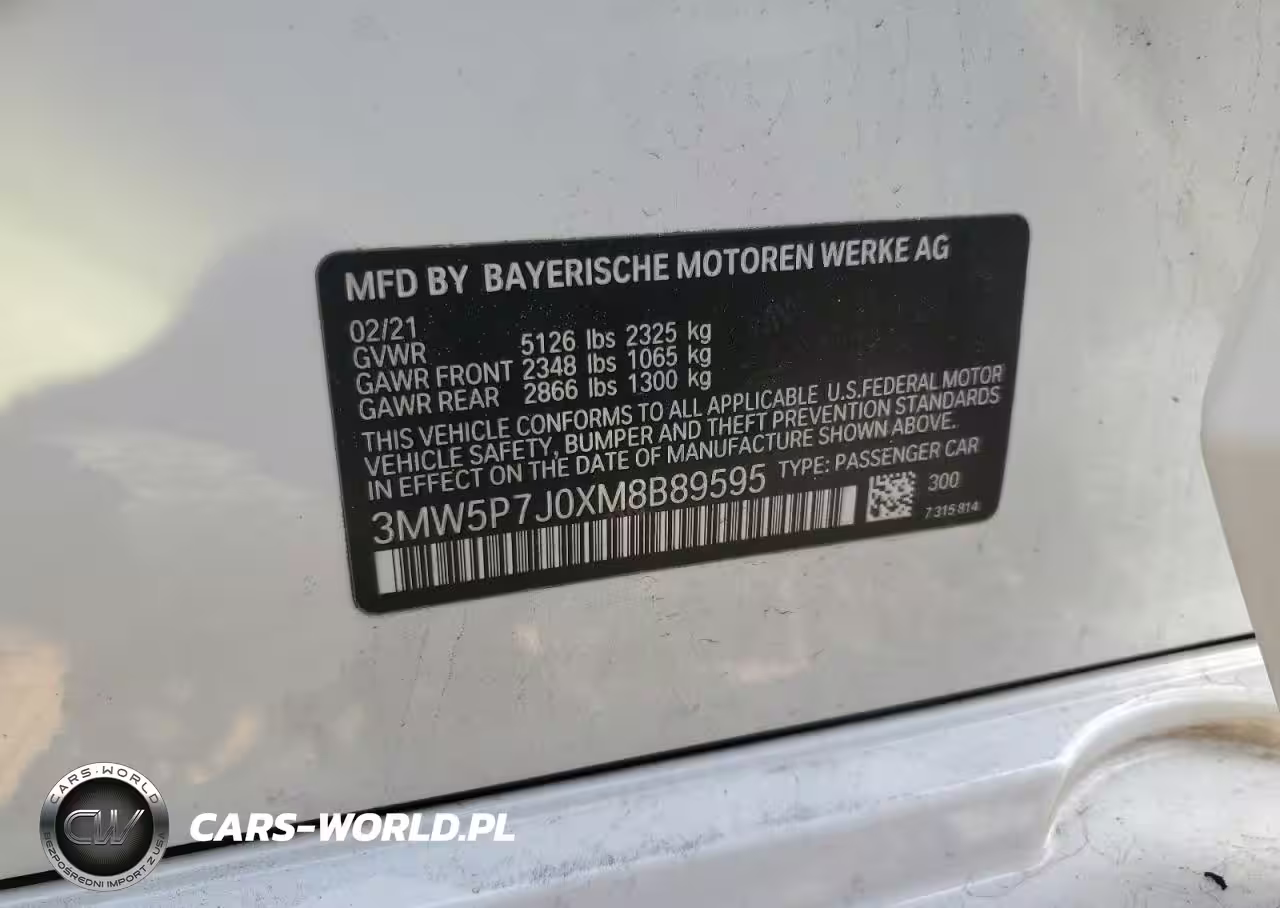 MFD BY BAYERISCHE MOTOREN WERKE AG
02/21
GVWR 5126 lbs 2325 kg
GAWR FRONT 2348 lbs 1065 kg
GAWR REAR 2866 lbs 1300 kg
THIS VEHICLE CONFORMS TO ALL APPLICABLE U.S.FEDERAL MOTOR
VEHICLE SAFETY, BUMPER AND THEFT PREVENTION STANDARDS
IN EFFECT ON THE DATE OF MANUFACTURE SHOWN ABOVE.
3MW5P7J0XM8B89595 TYPE: PASSENGER CAR
300
7 315 814
CARS-WORLD
CW
BEZPOŚREDNI IMPORT Z USA
CARS-WORLD.PL